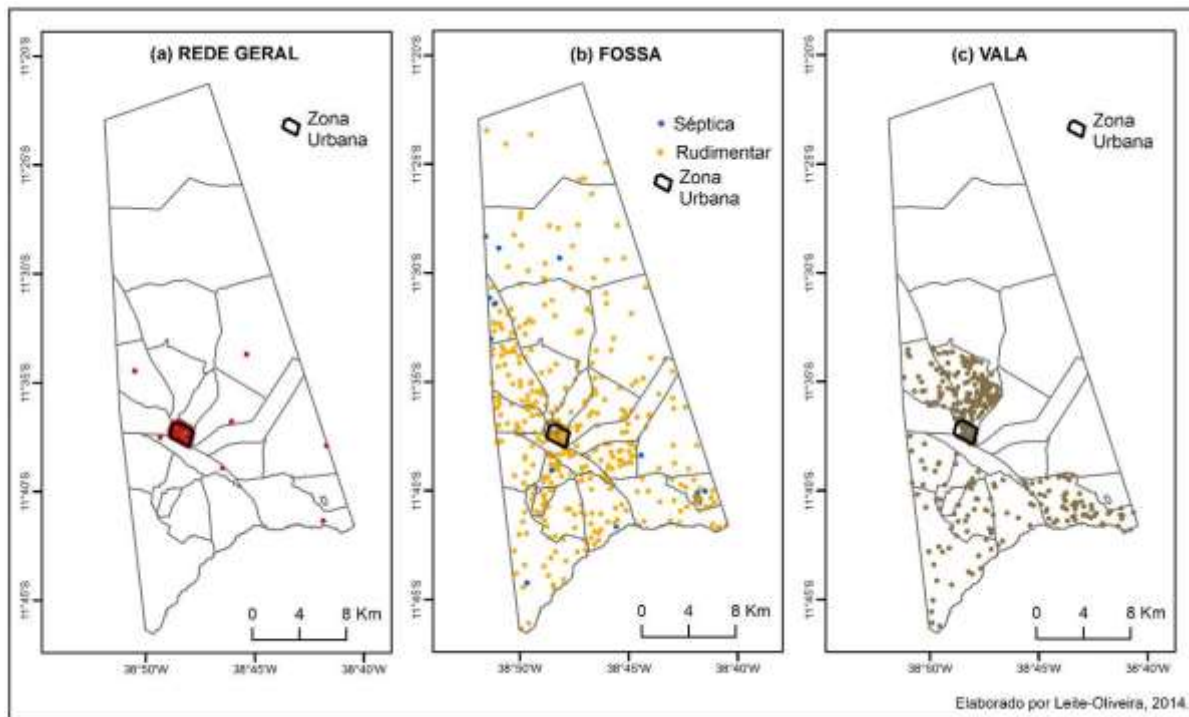 (a) REDE GERAL
Zona
Urbana
11°20'S
11°25'S
11°30'S
11°35'S
11°40'S
11°45'S
0 4 8 Km
38°50'W 38°45'W 38°40'W
(b) FOSSA
Séptica
Rudimentar
Zona
Urbana
11°20'S
11°25'S
11°30'S
11°35'S
11°40'S
11°45'S
0 4 8 Km
38°50'W 38°45'W 38°40'W
(c) VALA
Zona
Urbana
11°20'S
11°25'S
11°30'S
11°35'S
11°40'S
11°45'S
0 4 8 Km
38°50'W 38°45'W 38°40'W
Elaborado por Leite-Oliveira, 2014.